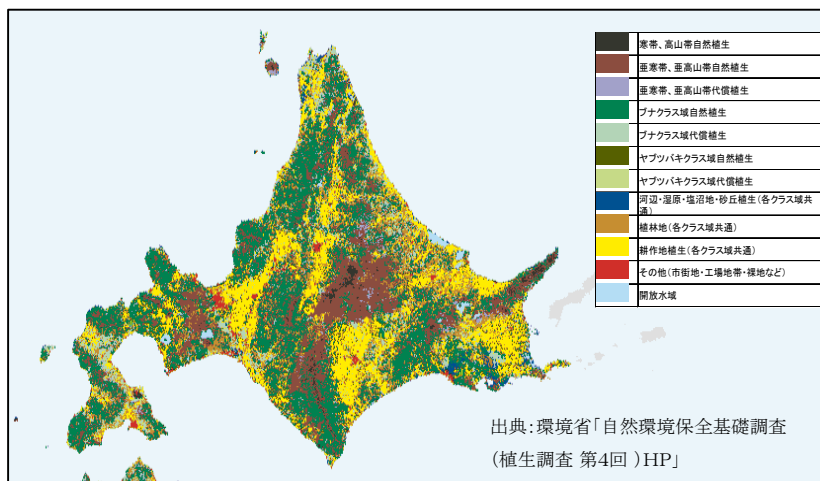 寒帯、高山帯自然植生
亜寒帯、亜高山帯自然植生
亜寒帯、亜高山帯代償植生
ブナクラス域自然植生
ブナクラス域代償植生
ヤブツバキクラス域自然植生
ヤブツバキクラス域代償植生
河辺・湿原・塩沼地・砂丘植生(各クラス域共
通)
植林地(各クラス域共通)
耕作地植生(各クラス域共通)
その他(市街地・工場地帯・裸地など)
開放水域
出典:環境省「自然環境保全基礎調査
(植生調査 第4回 )HP」